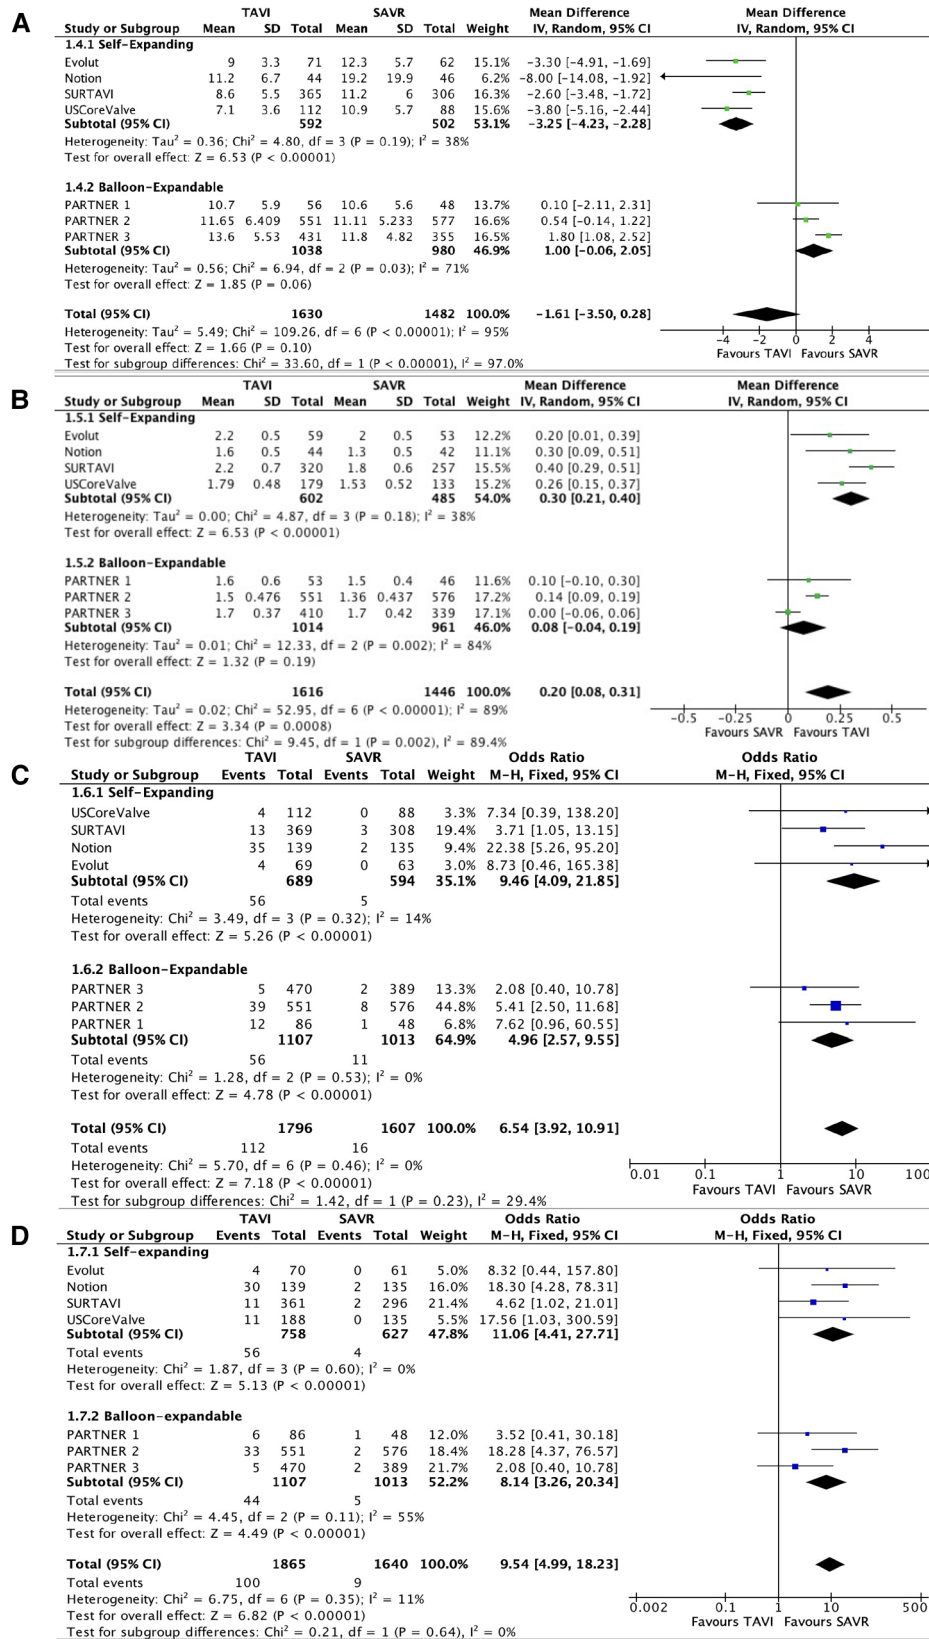 A
TAVI SAVR Mean Difference Mean Difference
Study or Subgroup Mean SD Total Mean SD Total Weight IV, Random, 95% CI IV, Random, 95% CI
1.4.1 Self-Expanding
Evolut 9 3.3 71 12.3 5.7 62 15.1% -3.30 [-4.91, -1.69]
Notion 11.2 6.7 44 19.2 19.9 46 6.2% -8.00 [-14.08, -1.92]
SURTAVI 8.6 5.5 365 11.2 6 306 16.3% -2.60 [-3.48, -1.72]
USCoreValve 7.1 3.6 112 10.9 5.7 88 15.5% -3.80 [-5.16, -2.44]
Subtotal (95% CI) 592 502 53.1% -3.25 [-4.23, -2.28]
Heterogeneity: Tau² = 0.36; Chi² = 4.80, df = 3 (P = 0.19); I² = 38%
Test for overall effect: Z = 6.53 (P < 0.00001)
1.4.2 Balloon-Expandable
PARTNER 1 10.7 5.9 56 10.6 5.6 48 13.7% 0.10 [-2.11, 2.31]
PARTNER 2 11.65 6.409 551 11.11 5.233 577 16.6% 0.54 [-0.14, 1.22]
PARTNER 3 13.6 5.53 431 11.8 4.82 355 16.5% 1.80 [1.08, 2.52]
Subtotal (95% CI) 1038 980 46.9% 1.00 [-0.06, 2.05]
Heterogeneity: Tau² = 0.56; Chi² = 6.94, df = 2 (P = 0.03); I² = 71%
Test for overall effect: Z = 1.85 (P = 0.06)
Total (95% CI) 1630 1482 100.0% -1.61 [-3.50, 0.28]
Heterogeneity: Tau² = 5.49; Chi² = 109.26, df = 6 (P < 0.00001); I² = 95%
Test for overall effect: Z = 1.66 (P = 0.10)
Test for subgroup differences: Chi² = 33.60, df = 1 (P < 0.00001), I² = 97.0%
-4 -2 0 2 4
Favours TAVI Favours SAVR
B
TAVI SAVR Mean Difference Mean Difference
Study or Subgroup Mean SD Total Mean SD Total Weight IV, Random, 95% CI IV, Random, 95% CI
1.5.1 Self-Expanding
Evolut 2.2 0.5 59 2 0.5 53 12.2% 0.20 [0.01, 0.39]
Notion 1.6 0.5 44 1.3 0.5 42 11.1% 0.30 [0.09, 0.51]
SURTAVI 2.2 0.7 320 1.8 0.6 257 15.5% 0.40 [0.29, 0.51]
USCoreValve 1.79 0.48 179 1.53 0.52 133 15.2% 0.26 [0.15, 0.37]
Subtotal (95% CI) 602 485 54.0% 0.30 [0.21, 0.40]
Heterogeneity: Tau² = 0.00; Chi² = 4.87, df = 3 (P = 0.18); I² = 38%
Test for overall effect: Z = 6.53 (P < 0.00001)
1.5.2 Balloon-Expandable
PARTNER 1 1.6 0.6 53 1.5 0.4 46 11.6% 0.10 [-0.10, 0.30]
PARTNER 2 1.5 0.476 551 1.36 0.437 576 17.2% 0.14 [0.09, 0.19]
PARTNER 3 1.7 0.37 410 1.7 0.42 339 17.1% 0.00 [-0.06, 0.06]
Subtotal (95% CI) 1014 961 46.0% 0.08 [-0.04, 0.19]
Heterogeneity: Tau² = 0.01; Chi² = 12.33, df = 2 (P = 0.002); I² = 84%
Test for overall effect: Z = 1.32 (P = 0.19)
Total (95% CI) 1616 1446 100.0% 0.20 [0.08, 0.31]
Heterogeneity: Tau² = 0.02; Chi² = 52.95, df = 6 (P < 0.00001); I² = 89%
Test for overall effect: Z = 3.34 (P = 0.0008)
Test for subgroup differences: Chi² = 9.45, df = 1 (P = 0.002), I² = 89.4%
-0.5 -0.25 0 0.25 0.5
Favours SAVR Favours TAVI
C
TAVI SAVR Odds Ratio Odds Ratio
Study or Subgroup Events Total Events Total Weight M-H, Fixed, 95% CI M-H, Fixed, 95% CI
1.6.1 Self-Expanding
USCoreValve 4 112 0 88 3.3% 7.34 [0.39, 138.20]
SURTAVI 13 369 3 308 19.4% 3.71 [1.05, 13.15]
Notion 35 139 2 135 9.4% 22.38 [5.26, 95.20]
Evolut 4 69 0 63 3.0% 8.73 [0.46, 165.38]
Subtotal (95% CI) 689 594 35.1% 9.46 [4.09, 21.85]
Total events 56 5
Heterogeneity: Chi² = 3.49, df = 3 (P = 0.32); I² = 14%
Test for overall effect: Z = 5.26 (P < 0.00001)
1.6.2 Balloon-Expandable
PARTNER 3 5 470 2 389 13.3% 2.08 [0.40, 10.78]
PARTNER 2 39 551 8 576 44.8% 5.41 [2.50, 11.68]
PARTNER 1 12 86 1 48 6.8% 7.62 [0.96, 60.55]
Subtotal (95% CI) 1107 1013 64.9% 4.96 [2.57, 9.55]
Total events 56 11
Heterogeneity: Chi² = 1.28, df = 2 (P = 0.53); I² = 0%
Test for overall effect: Z = 4.78 (P < 0.00001)
Total (95% CI) 1796 1607 100.0% 6.54 [3.92, 10.91]
Total events 112 16
Heterogeneity: Chi² = 5.70, df = 6 (P = 0.46); I² = 0%
Test for overall effect: Z = 7.18 (P < 0.00001)
Test for subgroup differences: Chi² = 1.42, df = 1 (P = 0.23), I² = 29.4%
0.01 0.1 1 10 100
Favours TAVI Favours SAVR
D
TAVI SAVR Odds Ratio Odds Ratio
Study or Subgroup Events Total Events Total Weight M-H, Fixed, 95% CI M-H, Fixed, 95% CI
1.7.1 Self-expanding
Evolut 4 70 0 61 5.0% 8.32 [0.44, 157.80]
Notion 30 139 2 135 16.0% 18.30 [4.28, 78.31]
SURTAVI 11 361 2 296 21.4% 4.62 [1.02, 21.01]
USCoreValve 11 188 0 135 5.5% 17.56 [1.03, 300.59]
Subtotal (95% CI) 758 627 47.8% 11.06 [4.41, 27.71]
Total events 56 4
Heterogeneity: Chi² = 1.87, df = 3 (P = 0.60); I² = 0%
Test for overall effect: Z = 5.13 (P < 0.00001)
1.7.2 Balloon-expandable
PARTNER 1 6 86 1 48 12.0% 3.52 [0.41, 30.18]
PARTNER 2 33 551 2 576 18.4% 18.28 [4.37, 76.57]
PARTNER 3 5 470 2 389 21.7% 2.08 [0.40, 10.78]
Subtotal (95% CI) 1107 1013 52.2% 8.14 [3.26, 20.34]
Total events 44 5
Heterogeneity: Chi² = 4.45, df = 2 (P = 0.11); I² = 55%
Test for overall effect: Z = 4.49 (P < 0.00001)
Total (95% CI) 1865 1640 100.0% 9.54 [4.99, 18.23]
Total events 100 9
Heterogeneity: Chi² = 6.75, df = 6 (P = 0.35); I² = 11%
Test for overall effect: Z = 6.82 (P < 0.00001)
Test for subgroup differences: Chi² = 0.21, df = 1 (P = 0.64), I² = 0%
0.002 0.1 1 10 500
Favours TAVI Favours SAVR